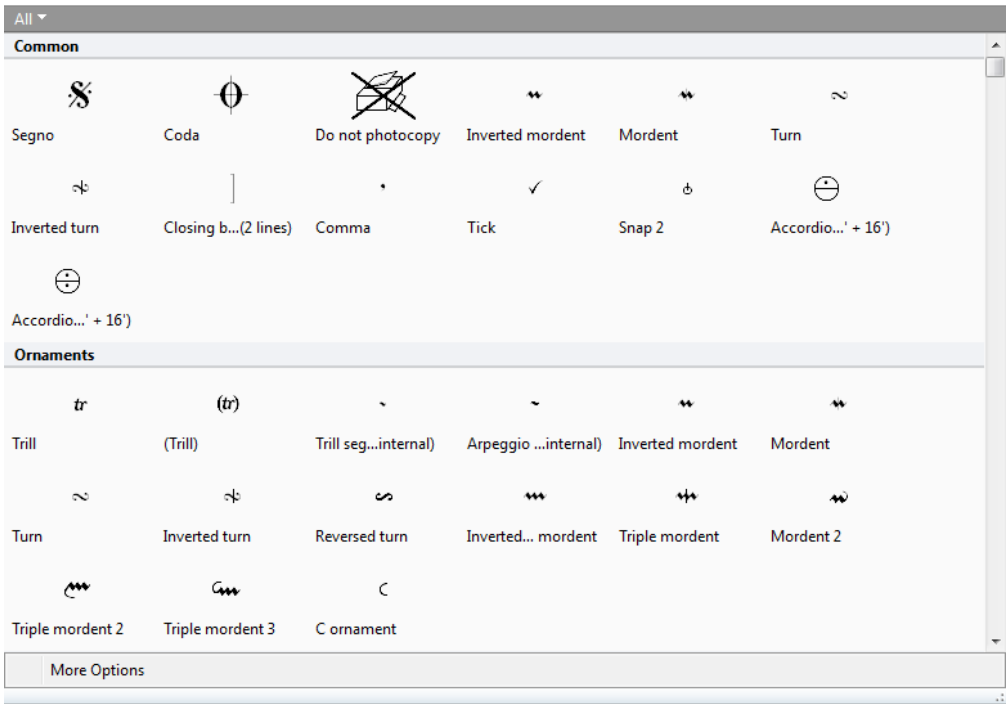 All
Common
Segno Coda Do not photocopy Inverted mordent Mordent Turn
Inverted turn Closing b...(2 lines) Comma Tick Snap 2 Accordio...' + 16')
Accordio...' + 16')
Ornaments
tr (tr)
Trill (Trill) Trill seg...internal) Arpeggio ...internal) Inverted mordent Mordent
Turn Inverted turn Reversed turn Inverted... mordent Triple mordent Mordent 2
Triple mordent 2 Triple mordent 3 C ornament
More Options